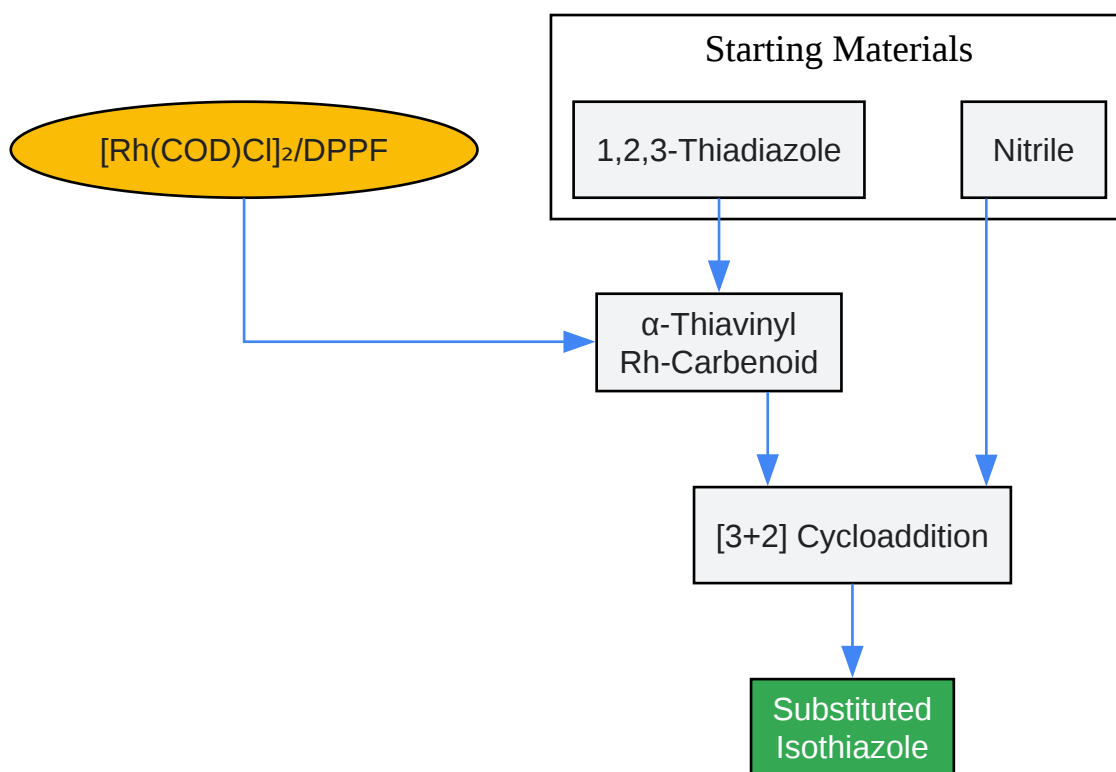 Starting Materials
[Rh(COD)Cl]₂/DPPF
1,2,3-Thiadiazole
Nitrile
α-Thiavinyl
Rh-Carbenoid
[3+2] Cycloaddition
Substituted
Isothiazole